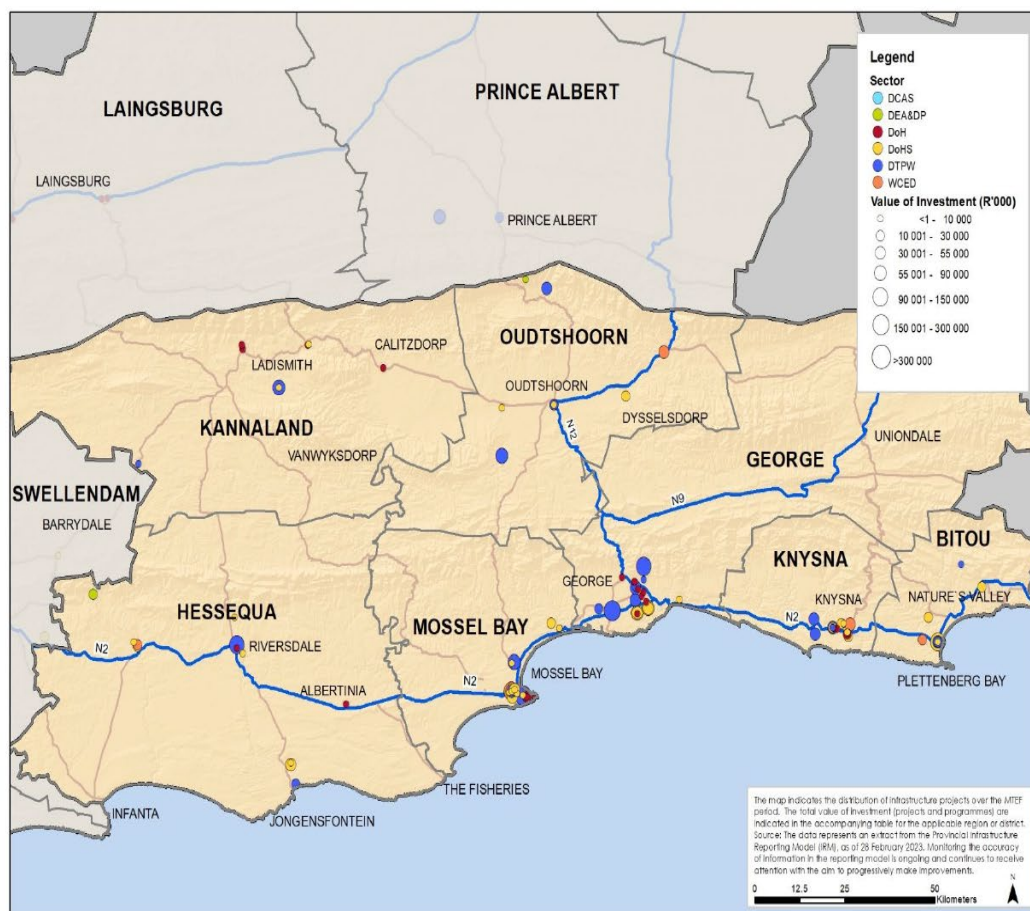 Legend
Sector
DCAS
DEA&DP
DoH
DoHS
DTPW
WCED
Value of Investment (R'000)
<1 - 10 000
10 001 - 30 000
30 001 - 55 000
55 001 - 90 000
90 001 - 150 000
150 001 - 300 000
>300 000
LAINGSBURG
PRINCE ALBERT
LAINGSBURG
PRINCE ALBERT
OUDTSHOORN
CALITZDORP
LADISMITH
OUDTSHOORN
DYSSELSDORP
KANNALAND
N12
UNIONDALE
VANWYKSDORP
GEORGE
SWELLENDAM
N9
BARRYDALE
KNYSNA
BITOU
GEORGE
HESSEQUA
MOSSEL BAY
KNYSNA
NATURE'S VALLEY
N2
N2
RIVERSDALE
MOSSEL BAY
PLETTENBERG BAY
ALBERTINIA
N2
THE FISHERIES
INFANTA
JONGENSFONTEIN
The map indicates the distribution of infrastructure projects over the MTEF
period. The total value of investment (projects and programmes) are
indicated in the accompanying table for the applicable region or district.
Source: The data represents an extract from the Provincial Infrastructure
Reporting Model (IRM), as of 28 February 2023. Monitoring the accuracy
of information in the reporting model is ongoing and continues to receive
attention with the aim to progressively make improvements.
N
0 12.5 25 50
Kilometers